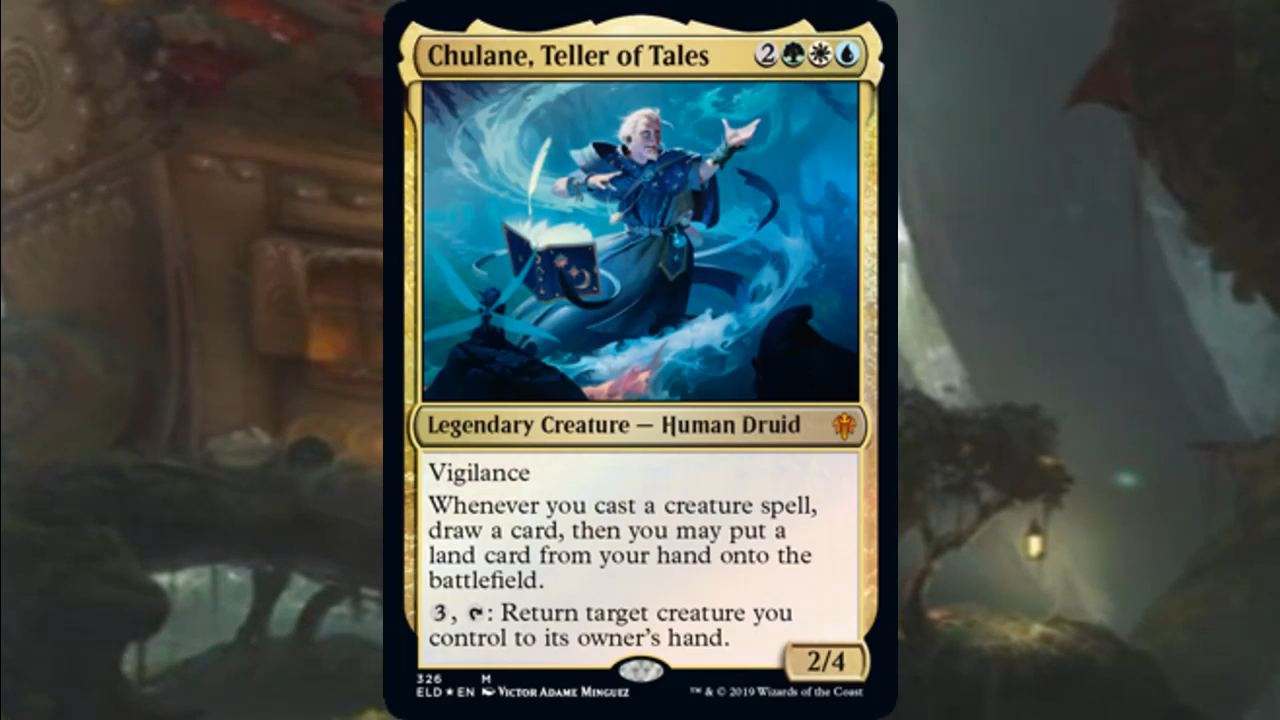 Chulane, Teller of Tales 2
Legendary Creature — Human Druid
Vigilance
Whenever you cast a creature spell,
draw a card, then you may put a
land card from your hand onto the
battlefield.
3, : Return target creature you
control to its owner's hand.
2/4
326 M
ELD ★ EN Victor Adame Minguez ™ & © 2019 Wizards of the Coast